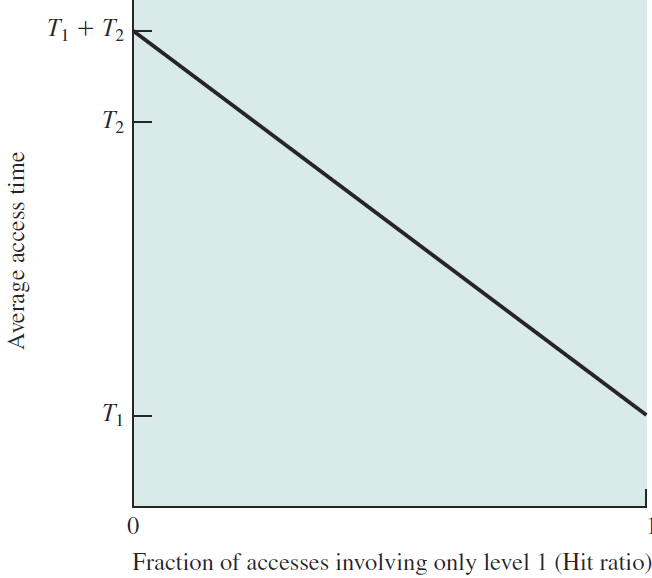 T₁ + T₂
T₂
Average access time
T₁
0
1
Fraction of accesses involving only level 1 (Hit ratio)